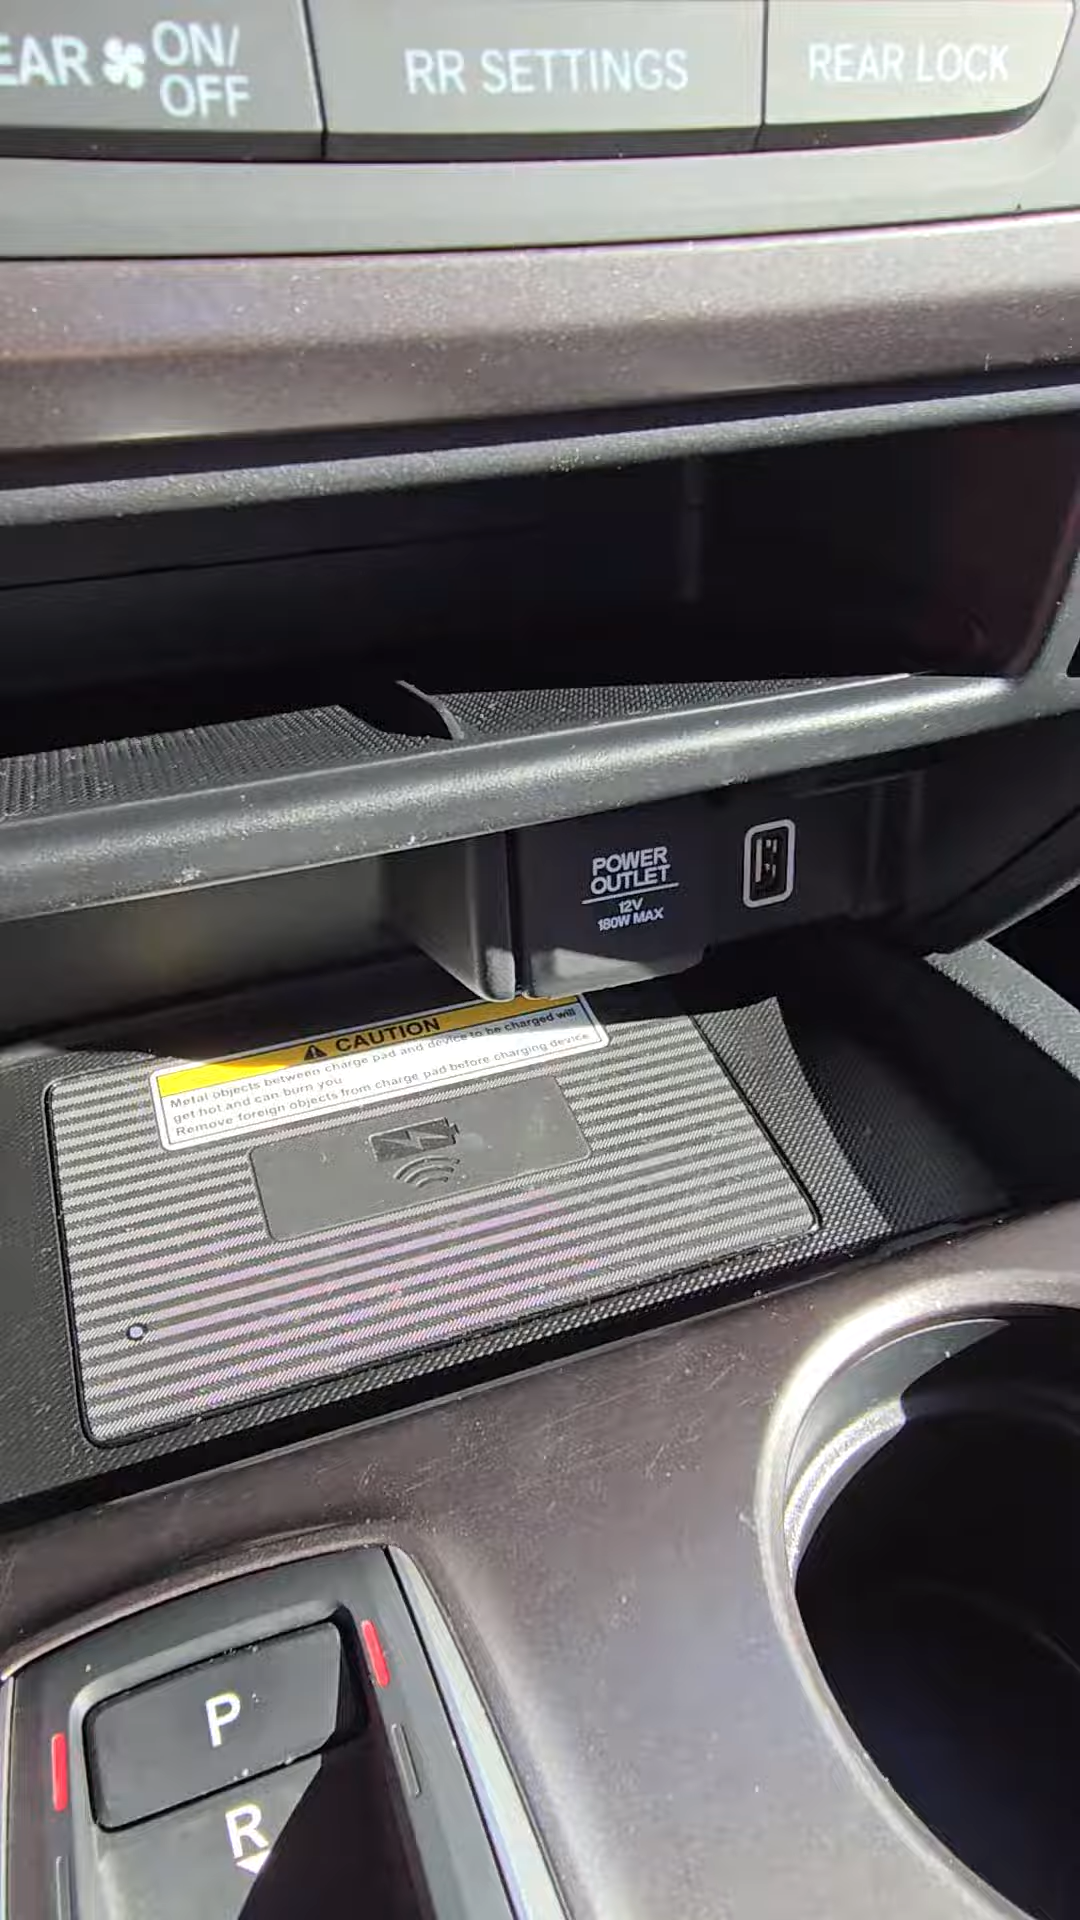 EAR ON/
OFF
RR SETTINGS
REAR LOCK
POWER
OUTLET
12V
180W MAX
CAUTION
Metal objects between charge pad and device to be charged will
get hot and can burn you
Remove foreign objects from charge pad before charging device
P
R